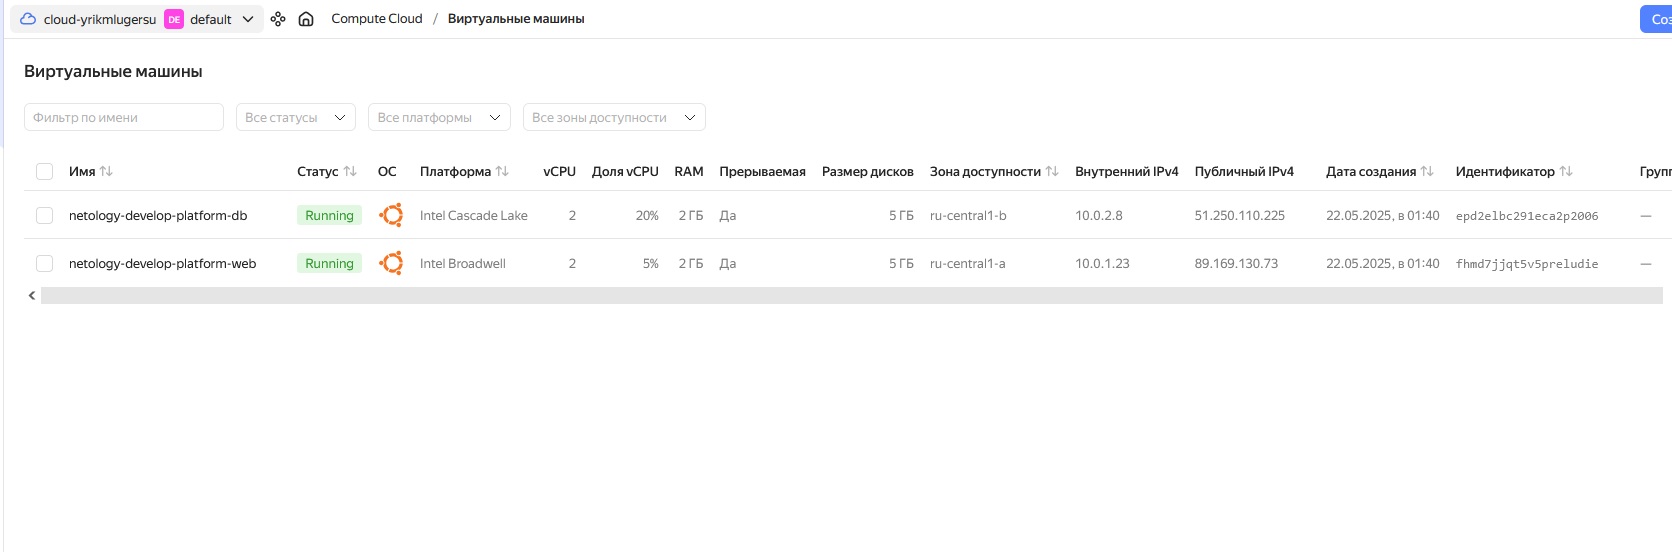 cloud-yrikmlugersu DE default Compute Cloud / Виртуальные машины
Виртуальные машины
Фильтр по имени Все статусы Все платформы Все зоны доступности
Имя Статус ОС Платформа vCPU Доля vCPU RAM Прерываемая Размер дисков Зона доступности Внутренний IPv4 Публичный IPv4 Дата создания Идентификатор
netology-develop-platform-db Running Intel Cascade Lake 2 20% 2 ГБ Да 5 ГБ ru-central1-b 10.0.2.8 51.250.110.225 22.05.2025, в 01:40 epd2elbc291eca2p2006 —
netology-develop-platform-web Running Intel Broadwell 2 5% 2 ГБ Да 5 ГБ ru-central1-a 10.0.1.23 89.169.130.73 22.05.2025, в 01:40 fhmd7jjqt5v5preludie —